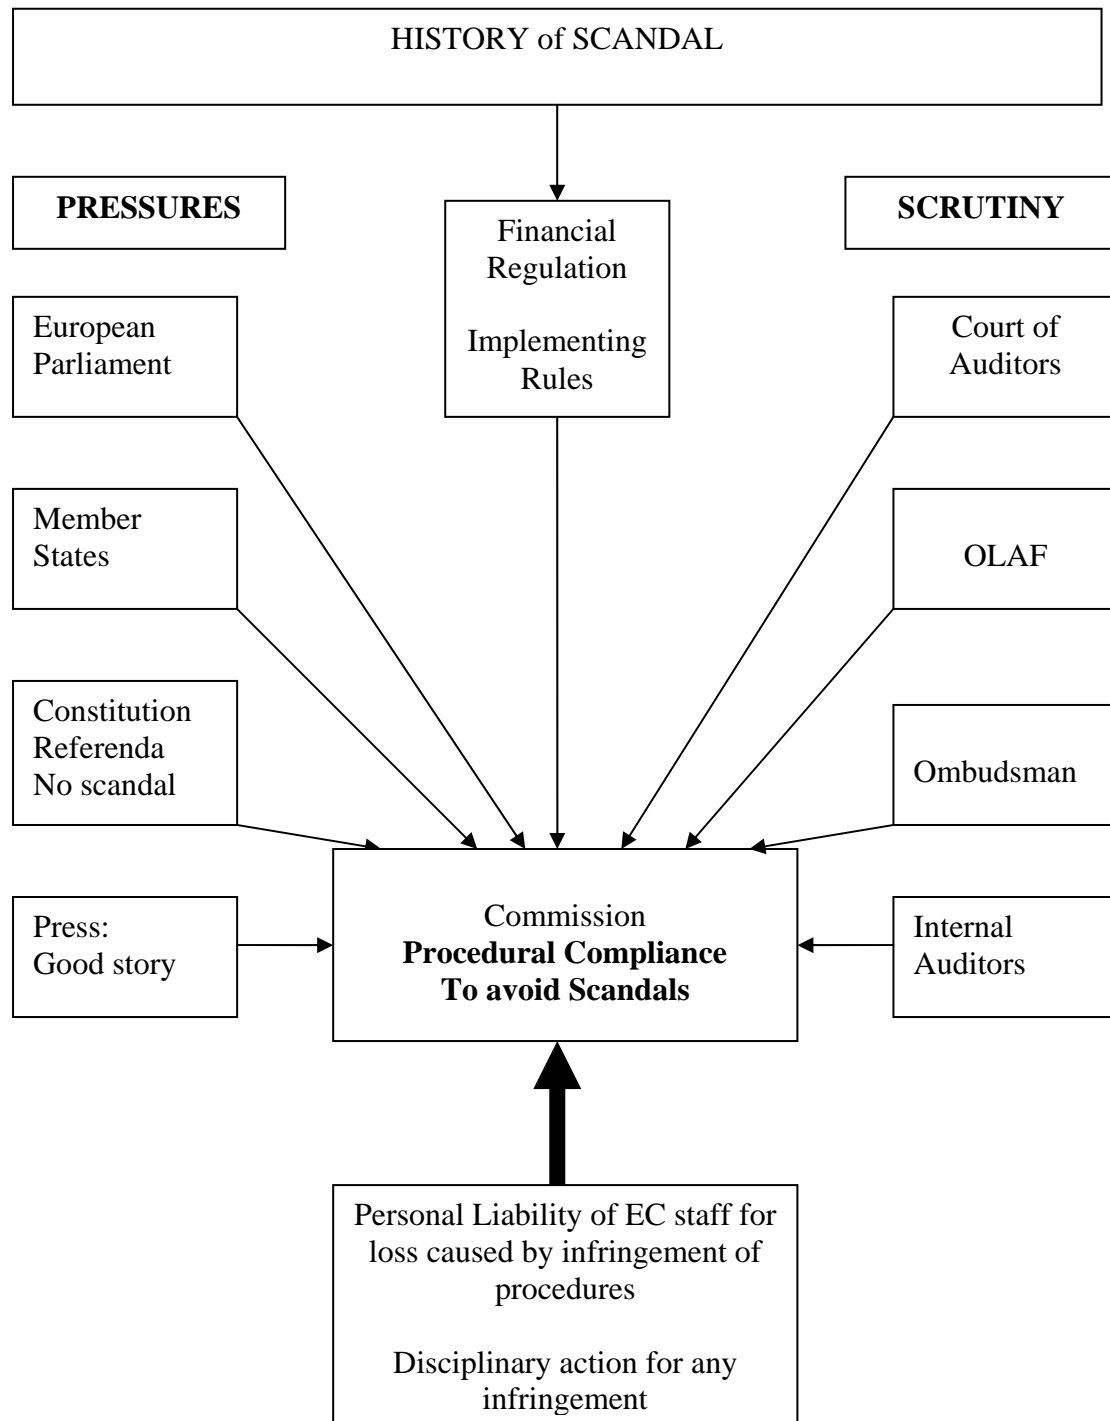 HISTORY of SCANDAL
PRESSURES
SCRUTINY
Financial
Regulation
Implementing
Rules
European
Parliament
Court of
Auditors
Member
States
OLAF
Constitution
Referenda
No scandal
Ombudsman
Press:
Good story
Commission
Procedural Compliance
To avoid Scandals
Internal
Auditors
Personal Liability of EC staff for
loss caused by infringement of
procedures
Disciplinary action for any
infringement